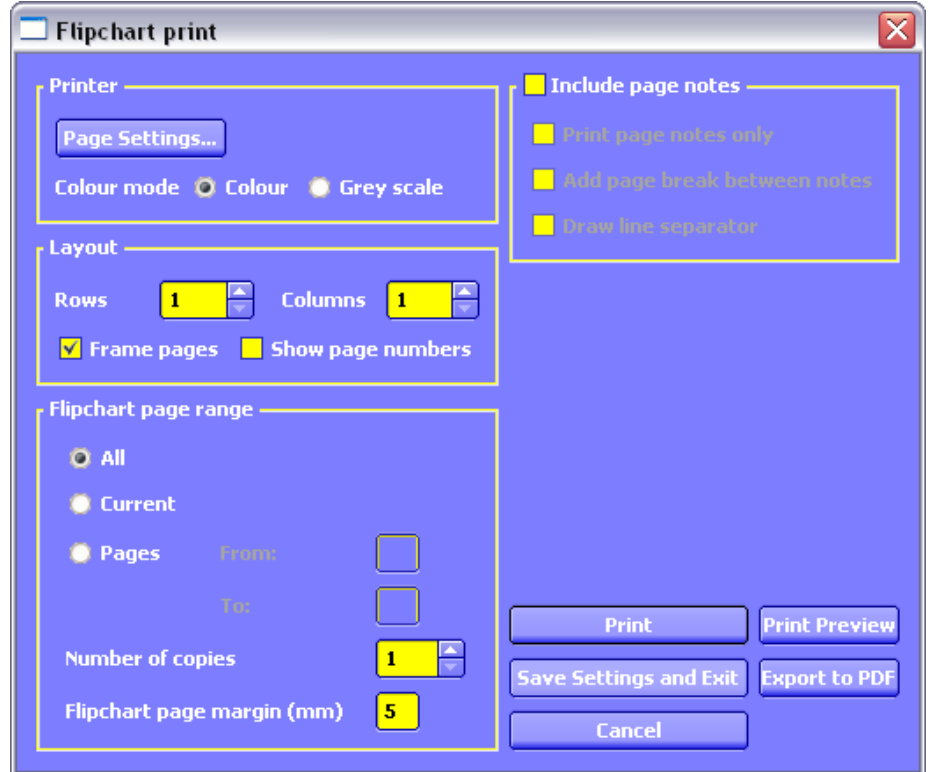 Flipchart print
Printer
Page Settings...
Colour mode Colour Grey scale
Layout
Rows 1 Columns 1
Frame pages Show page numbers
Flipchart page range
All
Current
Pages From:
To:
Number of copies 1
Flipchart page margin (mm) 5
Include page notes
Print page notes only
Add page break between notes
Draw line separator
Print Print Preview
Save Settings and Exit Export to PDF
Cancel